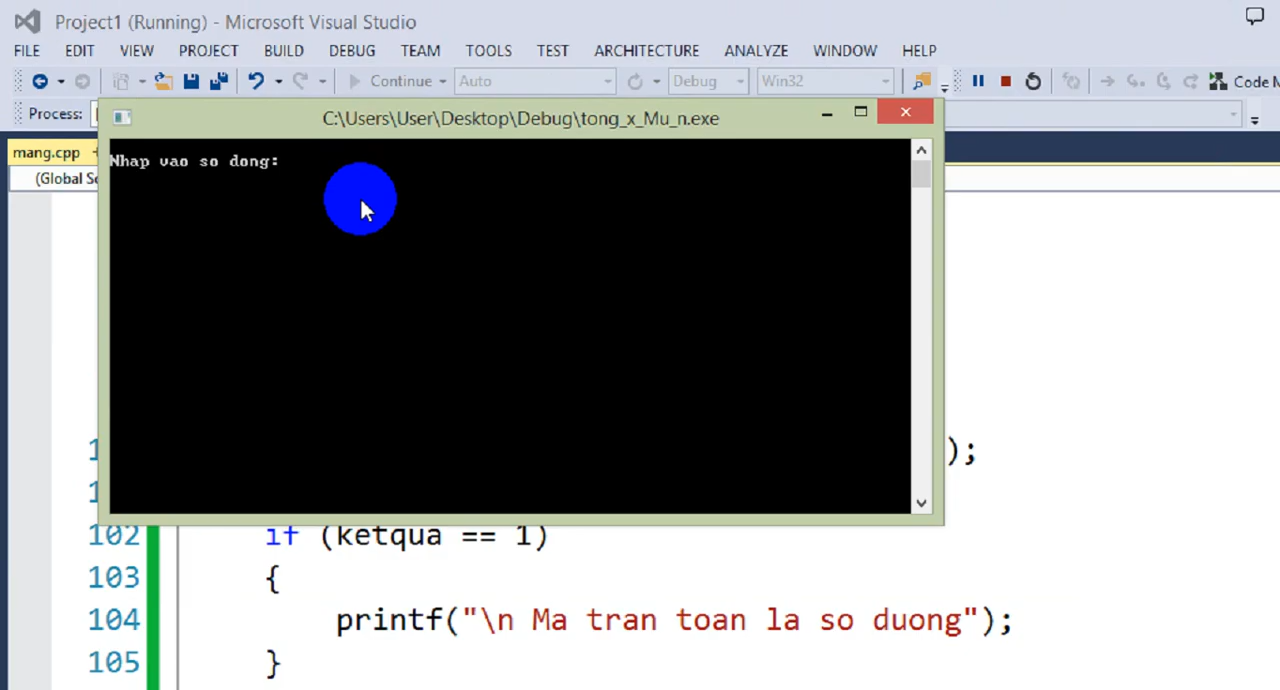 Project1 (Running) - Microsoft Visual Studio
FILE EDIT VIEW PROJECT BUILD DEBUG TEAM TOOLS TEST ARCHITECTURE ANALYZE WINDOW HELP
Continue Auto Debug Win32 Code
Process:
C:\Users\User\Desktop\Debug\tong_x_Mu_n.exe
mang.cpp
(Global
Nhap vao so dong:
);
102 if (ketqua == 1)
103 {
104 printf("\n Ma tran toan la so duong");
105 }